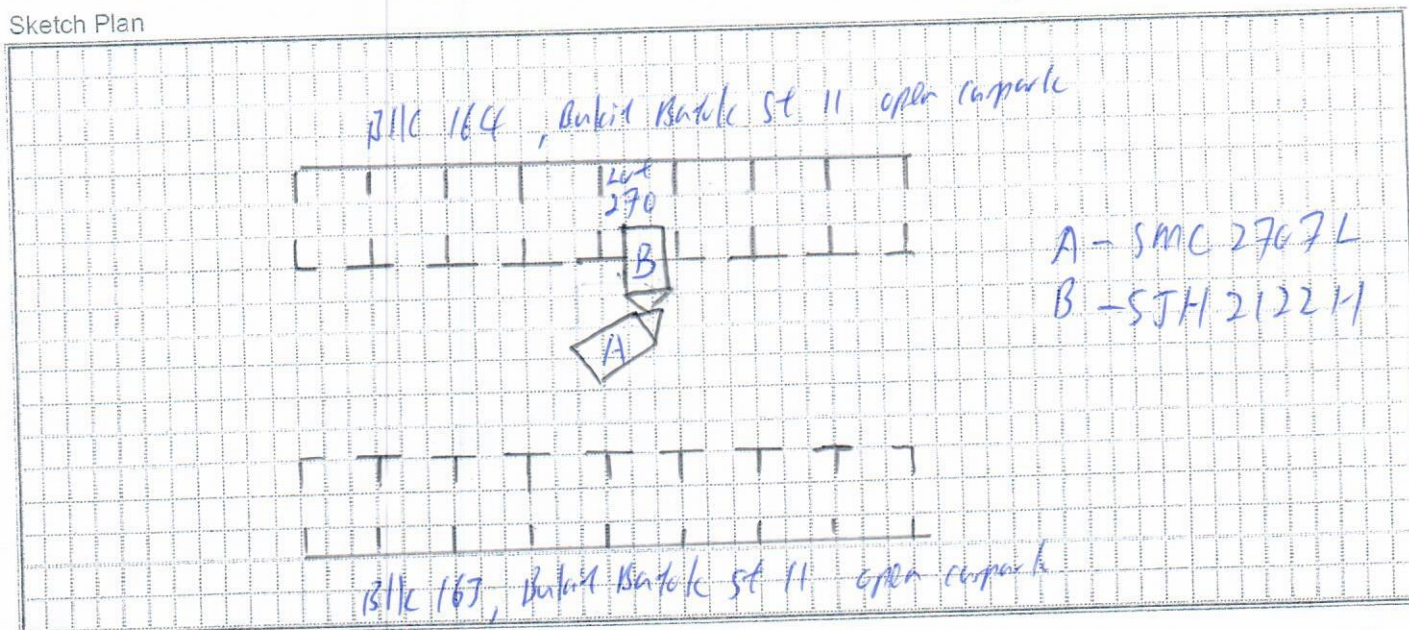 Sketch Plan
Blk 164, Bukit Batok St 11 open carpark
Lot
270
B
A
A - SMC 2707L
B - SJH 2122H
Blk 163, Bukit Batok St 11 open carpark